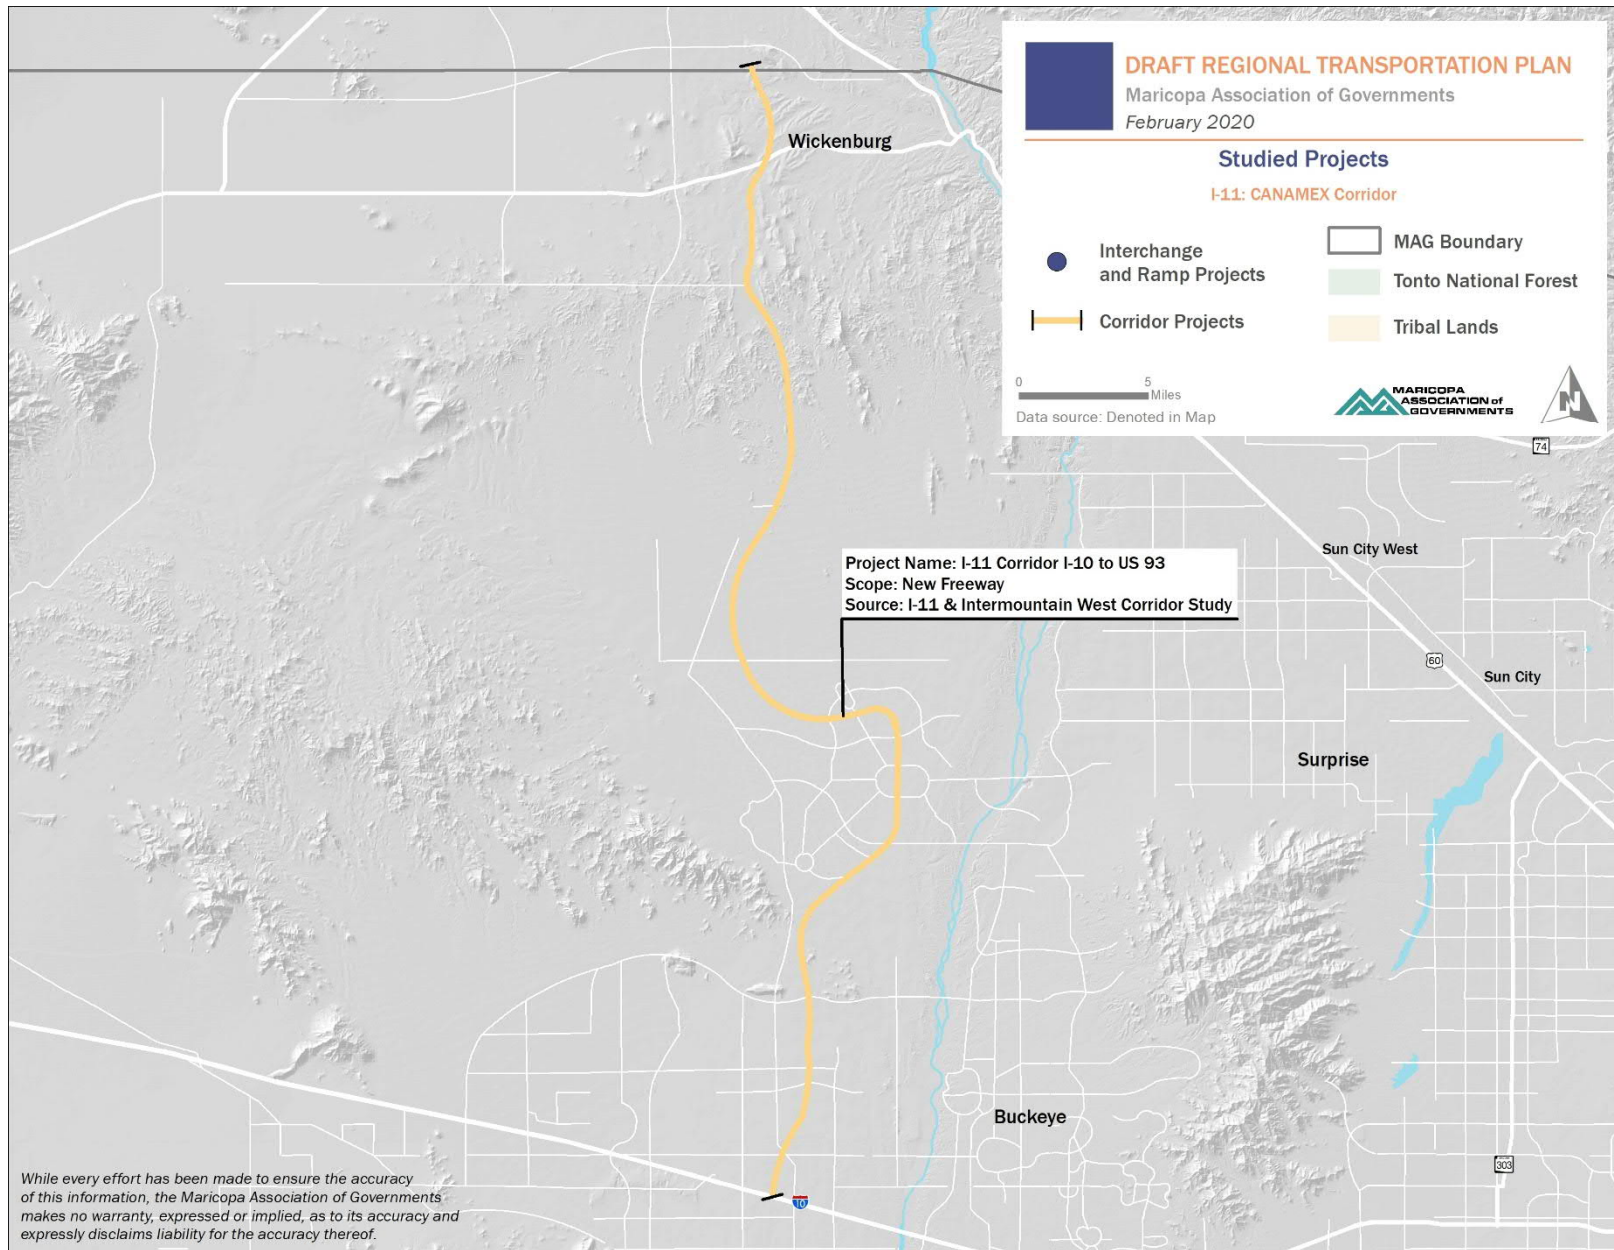 DRAFT REGIONAL TRANSPORTATION PLAN
Maricopa Association of Governments
February 2020
Studied Projects
I-11: CANAMEX Corridor
Interchange
and Ramp Projects
Corridor Projects
MAG Boundary
Tonto National Forest
Tribal Lands
0 5
Miles
Data source: Denoted in Map
MARICOPA
ASSOCIATION of
GOVERNMENTS
N
Wickenburg
74
Sun City West
Project Name: I-11 Corridor I-10 to US 93
Scope: New Freeway
Source: I-11 & Intermountain West Corridor Study
60
Sun City
Surprise
Buckeye
303
10
While every effort has been made to ensure the accuracy
of this information, the Maricopa Association of Governments
makes no warranty, expressed or implied, as to its accuracy and
expressly disclaims liability for the accuracy thereof.